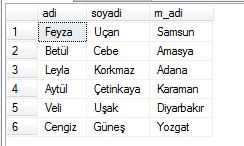 adi soyadi m_adi
1 Feyza Uçan Samsun
2 Betül Cebe Amasya
3 Leyla Korkmaz Adana
4 Aytül Çetinkaya Karaman
5 Veli Uşak Diyarbakır
6 Cengiz Güneş Yozgat